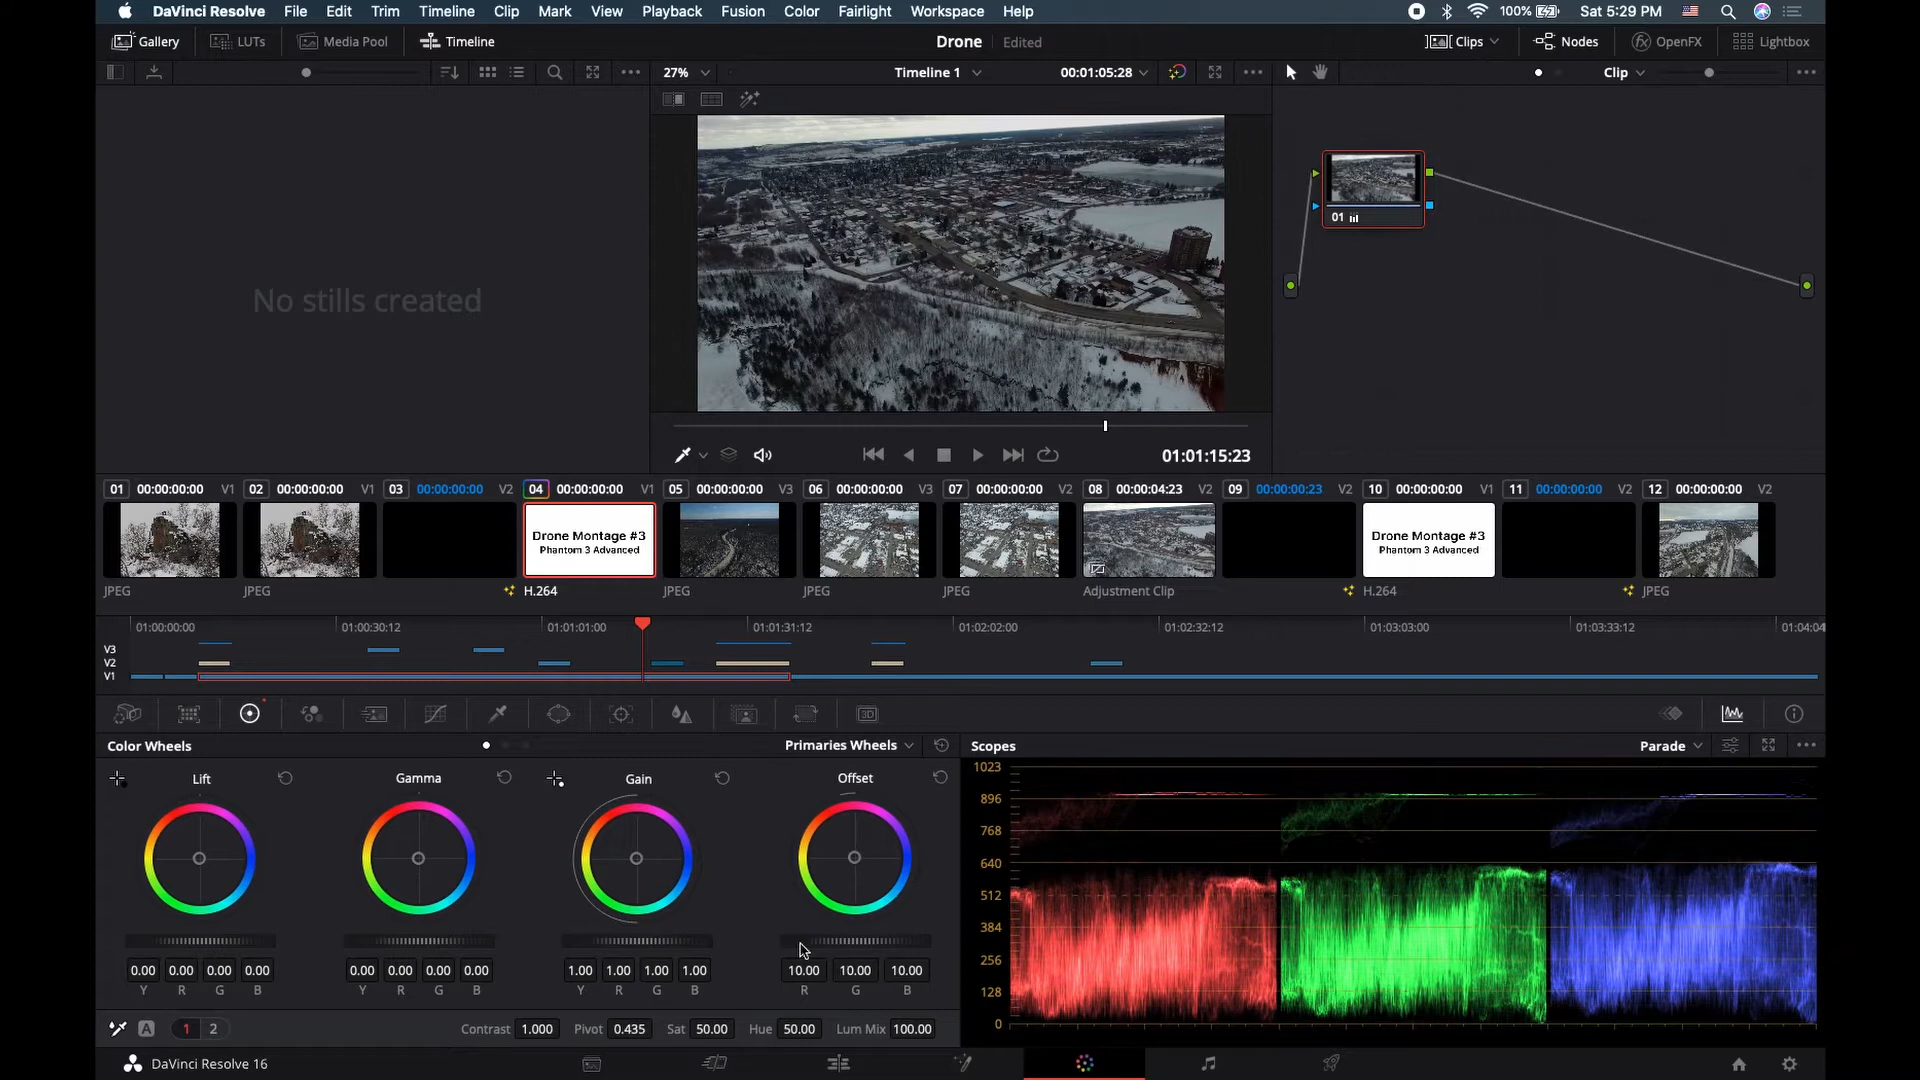 DaVinci Resolve File Edit Trim Timeline Clip Mark View Playback Fusion Color Fairlight Workspace Help 100% Sat 5:29 PM
Gallery LUTs Media Pool Timeline Drone Edited Clips Nodes OpenFX Lightbox
27% Timeline 1 00:01:05:28 Clip
01
No stills created
01:01:15:23
01 00:00:00:00 V1 02 00:00:00:00 V1 03 00:00:00:00 V2 04 00:00:00:00 V1 05 00:00:00:00 V3 06 00:00:00:00 V3 07 00:00:00:00 V2 08 00:00:04:23 V2 09 00:00:00:23 V2 10 00:00:00:00 V1 11 00:00:00:00 V2 12 00:00:00:00 V2
Drone Montage #3
Phantom 3 Advanced
Drone Montage #3
Phantom 3 Advanced
JPEG JPEG H.264 JPEG JPEG JPEG Adjustment Clip H.264 JPEG
01:00:00:00 01:00:30:12 01:01:01:00 01:01:31:12 01:02:02:00 01:02:32:12 01:03:03:00 01:03:33:12 01:04:04
V3
V2
V1
3D
Color Wheels Primaries Wheels Scopes Parade
Lift Gamma Gain Offset
1023
896
768
640
512
384
256
128
0
0.00 0.00 0.00 0.00 0.00 0.00 0.00 0.00 1.00 1.00 1.00 1.00 10.00 10.00 10.00
Y R G B Y R G B Y R G B R G B
A 1 2 Contrast 1.000 Pivot 0.435 Sat 50.00 Hue 50.00 Lum Mix 100.00
DaVinci Resolve 16